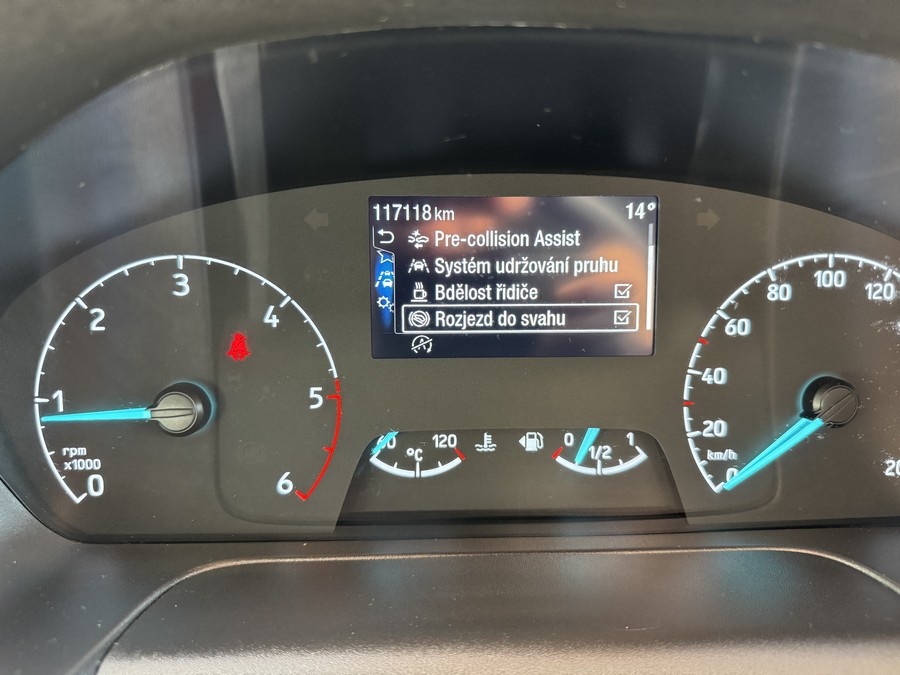 117118 km 14°
Pre-collision Assist
Systém udržování pruhu
Bdělost řidiče
Rozjezd do svahu
0
1
2
3
4
5
6
rpm
x1000
60 120
°C
0 1/2 1
0
20
40
60
80
100
120
km/h